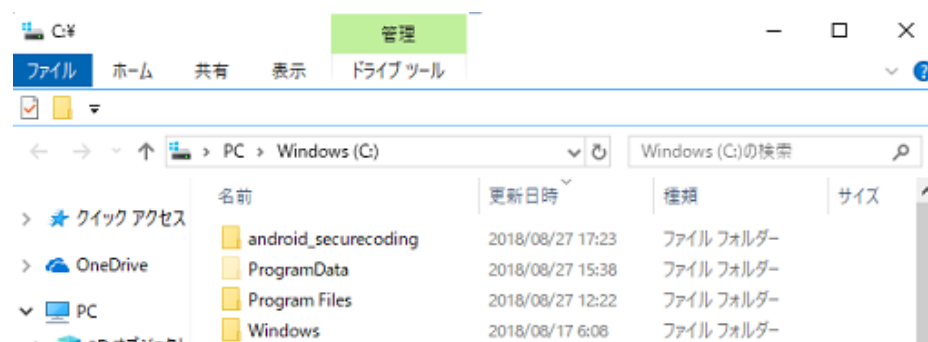 C:¥ 管理
ファイル ホーム 共有 表示 ドライブ ツール
PC > Windows (C:) Windows (C:)の検索
名前 更新日時 種類 サイズ
クイック アクセス
android_securecoding 2018/08/27 17:23 ファイル フォルダー
OneDrive
ProgramData 2018/08/27 15:38 ファイル フォルダー
Program Files 2018/08/27 12:22 ファイル フォルダー
PC
Windows 2018/08/17 6:08 ファイル フォルダー